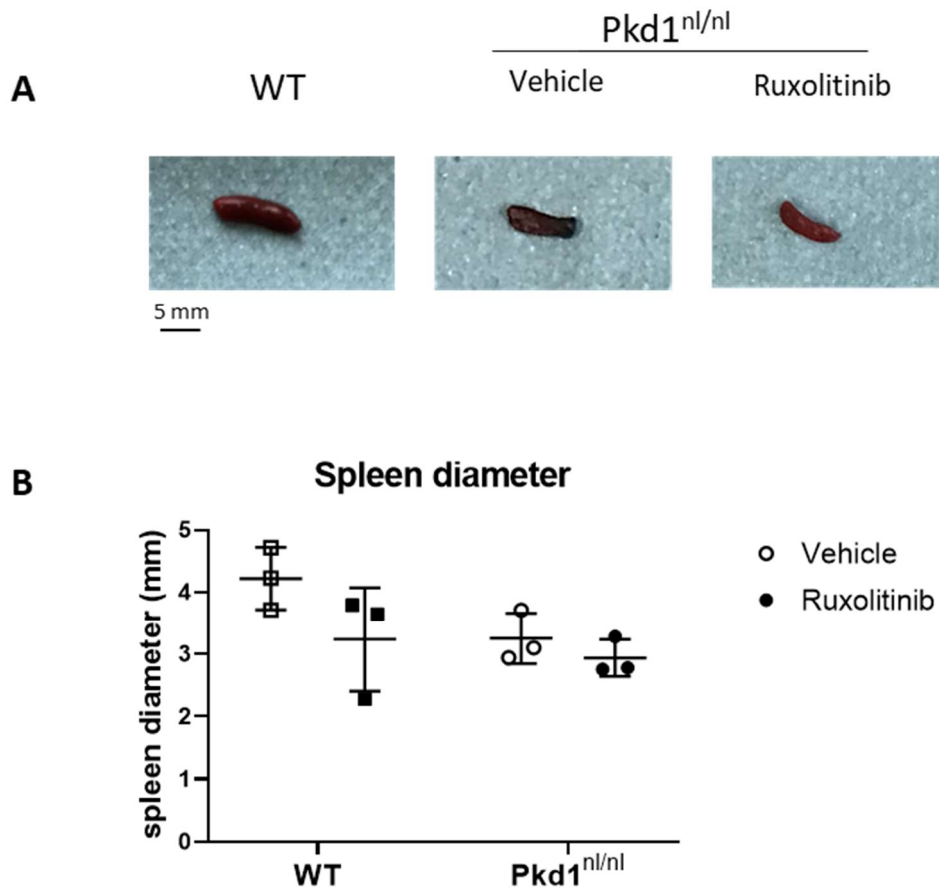 Pkd1nl/nl
A
WT
Vehicle
Ruxolitinib
5 mm
B
Spleen diameter
spleen diameter (mm)
5
4
3
2
1
0
WT
Pkd1nl/nl
Vehicle
Ruxolitinib